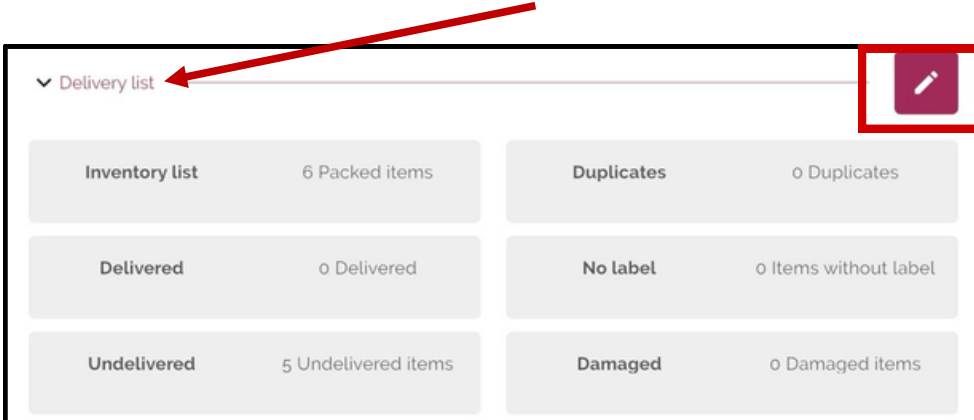 Delivery list
Inventory list 6 Packed items Duplicates 0 Duplicates
Delivered 0 Delivered No label 0 Items without label
Undelivered 5 Undelivered items Damaged 0 Damaged items